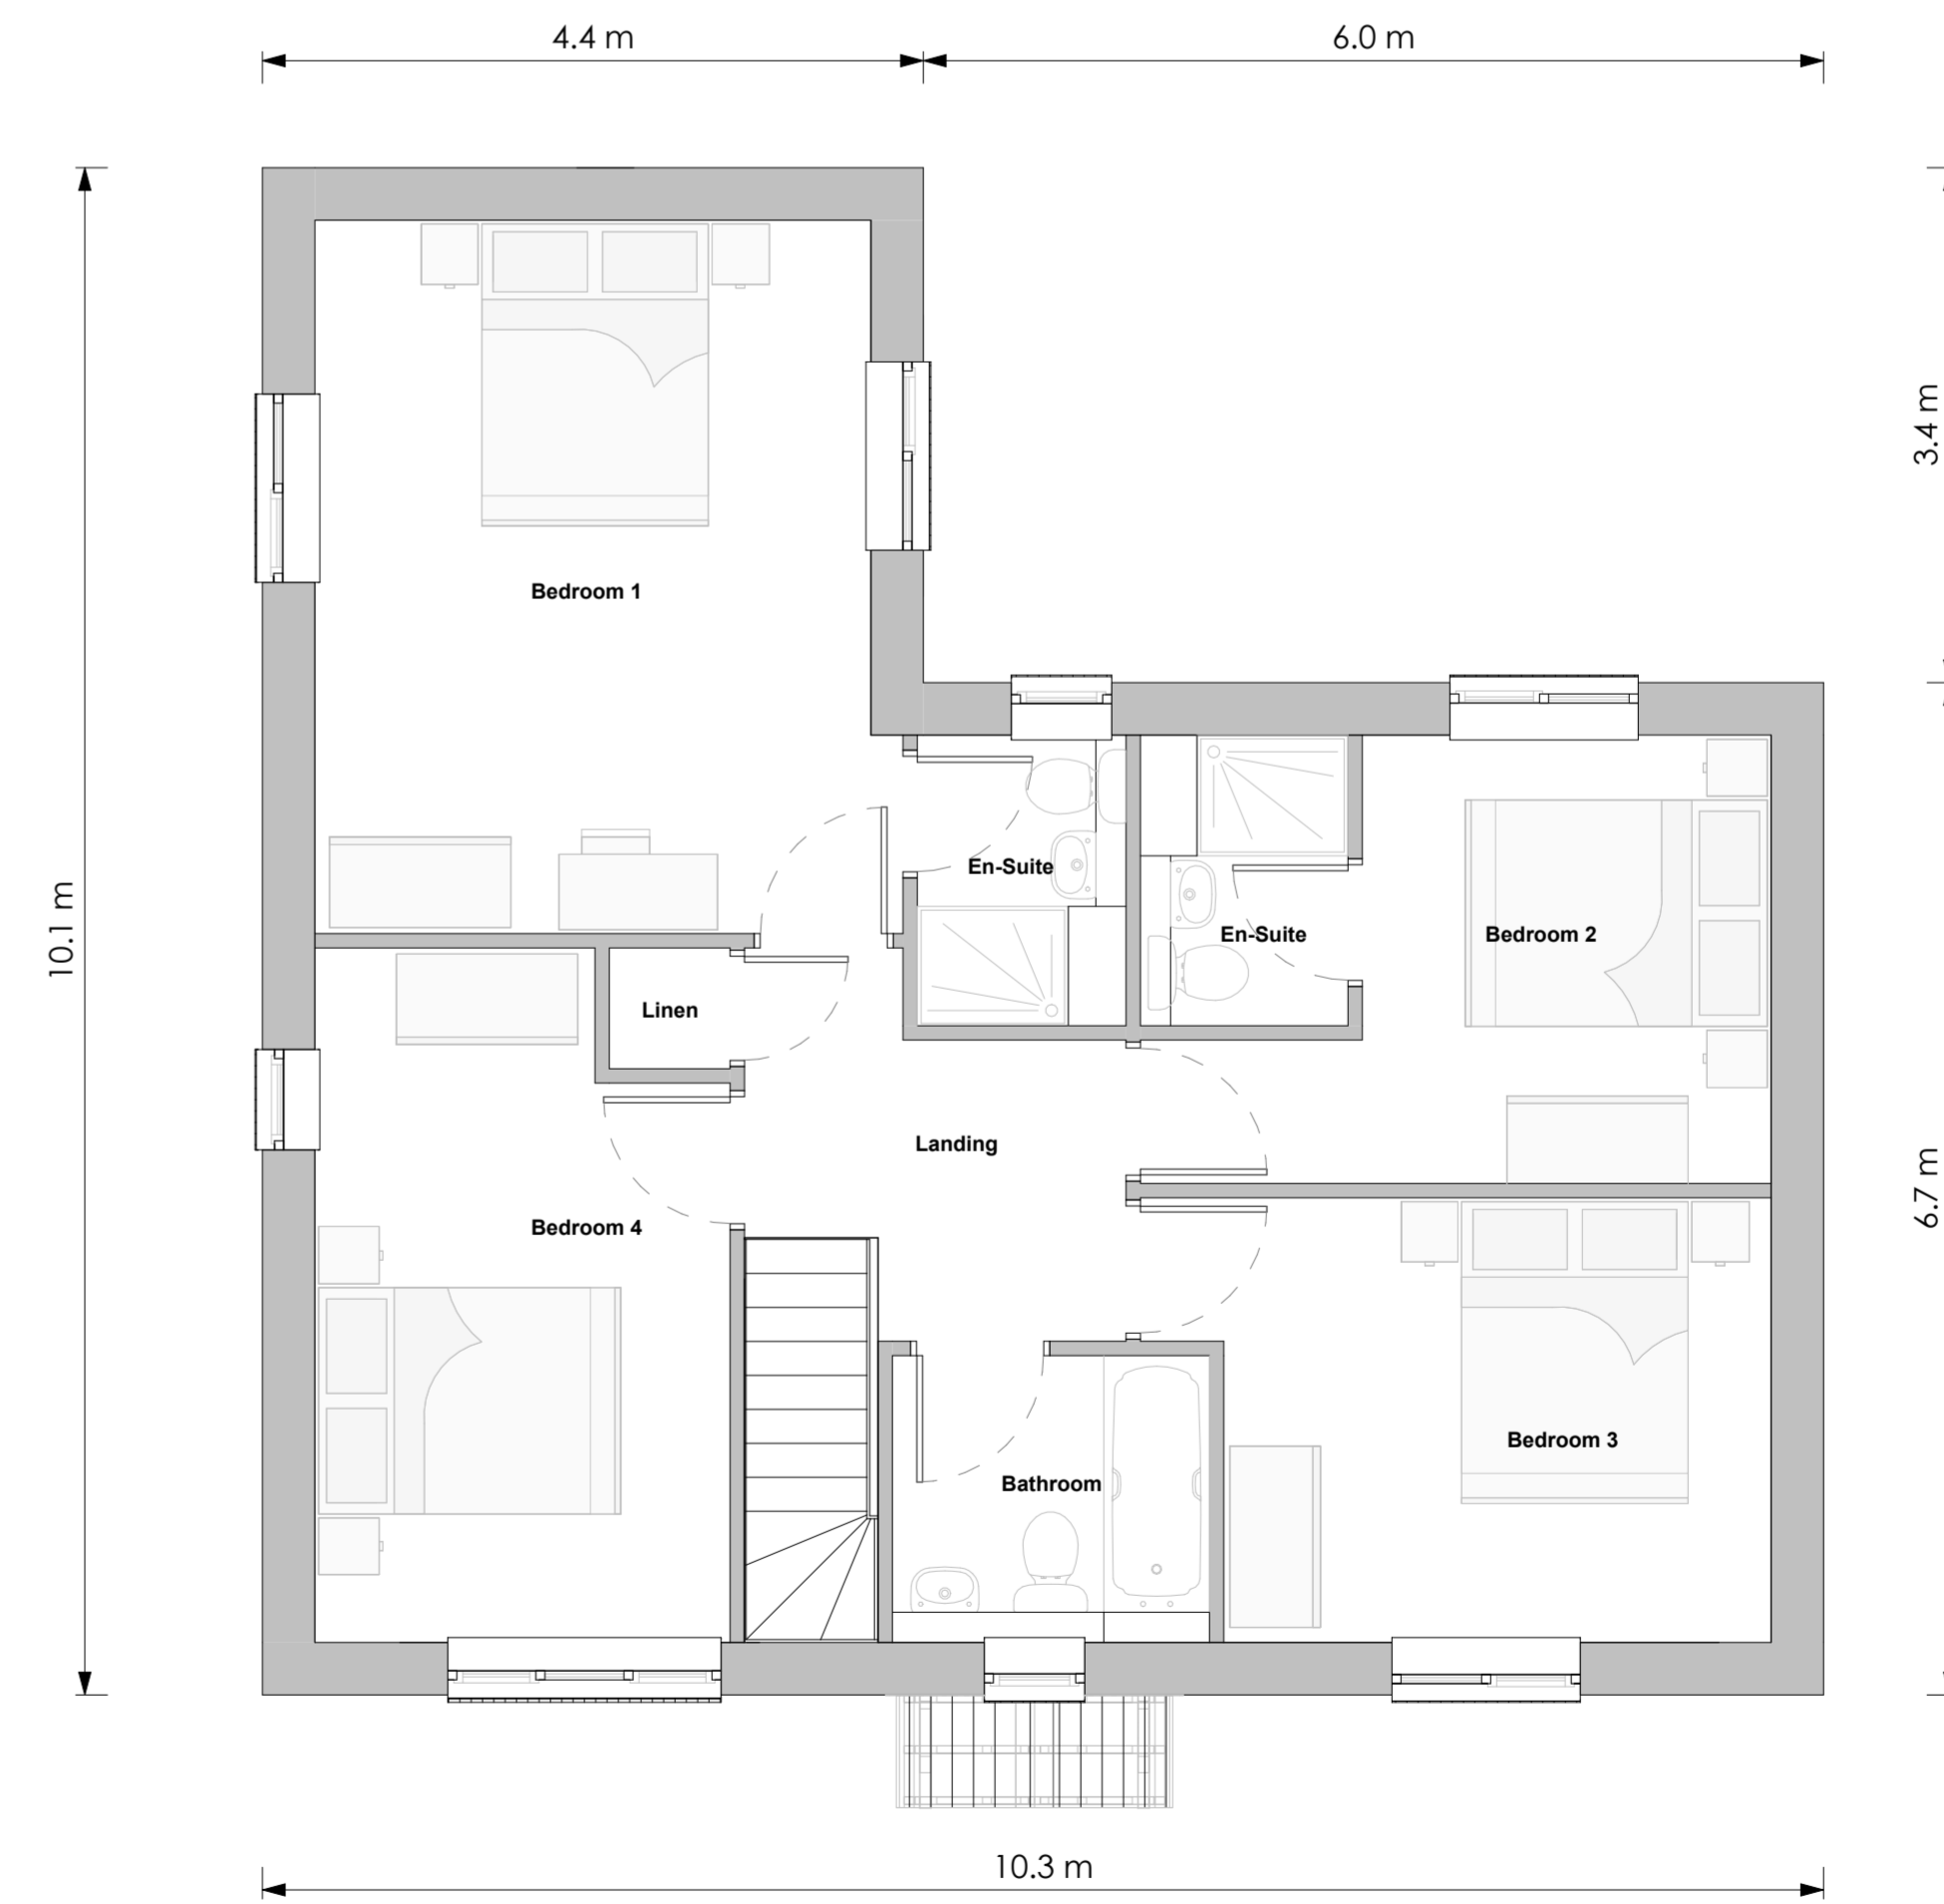 4.4 m
6.0 m
3.4 m
Bedroom 1
En-Suite
10.1 m
En-Suite
Bedroom 2
Linen
Landing
6.7 m
Bedroom 4
Bedroom 3
Bathroom
10.3 m